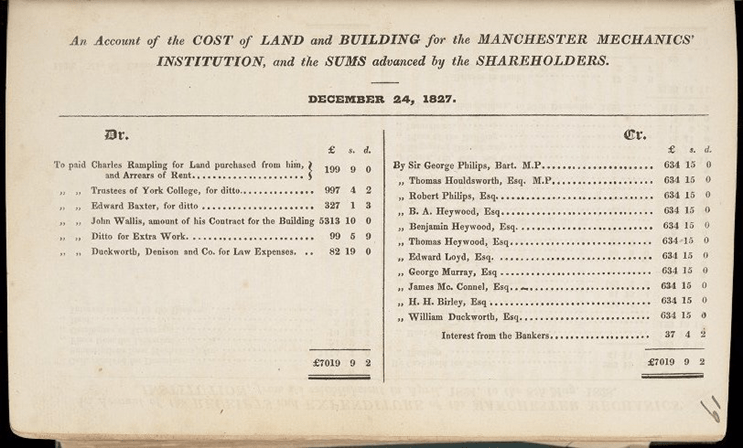 An Account of the COST of LAND and BUILDING for the MANCHESTER MECHANICS'
INSTITUTION, and the SUMS advanced by the SHAREHOLDERS.
DECEMBER 24, 1827.
Dr.
£ s. d.
To paid Charles Rampling for Land purchased from him, }
and Arrears of Rent........................ } 199 9 0
„ „ Trustees of York College, for ditto.............. 997 4 2
„ „ Edward Baxter, for ditto ...................... 327 1 3
„ „ John Wallis, amount of his Contract for the Building 5313 10 0
„ „ Ditto for Extra Work. ........................ 99 5 9
„ „ Duckworth, Denison and Co. for Law Expenses. .. 82 19 0
£7019 9 2
Cr.
£ s. d.
By Sir George Philips, Bart. M.P.................... 634 15 0
„ Thomas Houldsworth, Esq. M.P.................. 634 15 0
„ Robert Philips, Esq............................ 634 15 0
„ B. A. Heywood, Esq............................ 634 15 0
„ Benjamin Heywood, Esq. ....................... 634 15 0
„ Thomas Heywood, Esq.......................... 634 15 0
„ Edward Loyd, Esq. ............................ 634 15 0
„ George Murray, Esq ........................... 634 15 0
„ James Mc. Connel, Esq......................... 634 15 0
„ H. H. Birley, Esq ............................. 634 15 0
„ William Duckworth, Esq........................ 634 15 0
Interest from the Bankers.................... 37 4 2
£7019 9 2
61